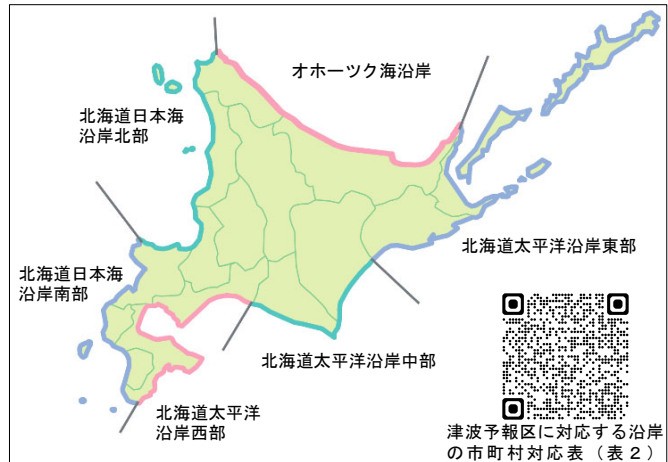 オホーツク海沿岸
北海道日本海
沿岸北部
北海道太平洋沿岸東部
北海道日本海
沿岸南部
北海道太平洋沿岸中部
北海道太平洋
沿岸西部
津波予報区に対応する沿岸
の市町村対応表（表２）